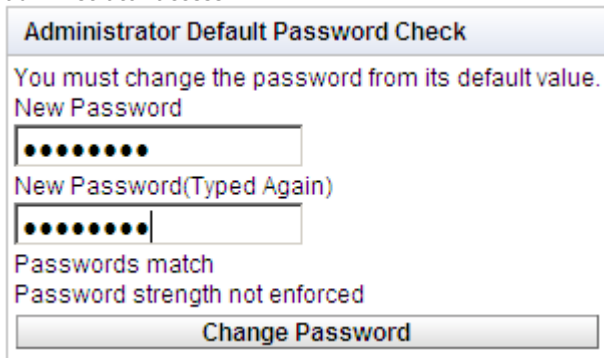 Administrator Default Password Check
You must change the password from its default value.
New Password
●●●●●●●●
New Password(Typed Again)
●●●●●●●●
Passwords match
Password strength not enforced
Change Password